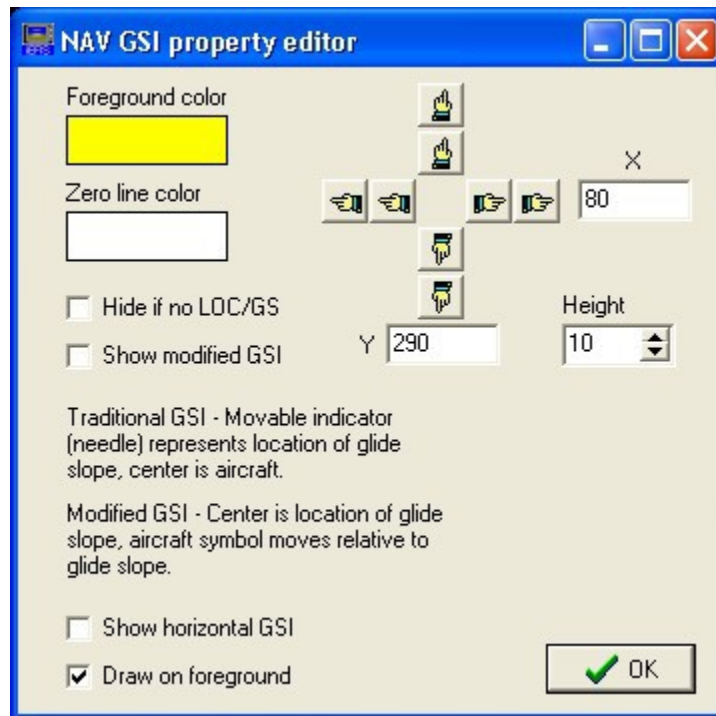 NAV GSI property editor
Foreground color
Zero line color
X
80
Hide if no LOC/GS
Height
Show modified GSI
Y 290
10
Traditional GSI - Movable indicator
(needle) represents location of glide
slope, center is aircraft.
Modified GSI - Center is location of glide
slope, aircraft symbol moves relative to
glide slope.
Show horizontal GSI
Draw on foreground
OK